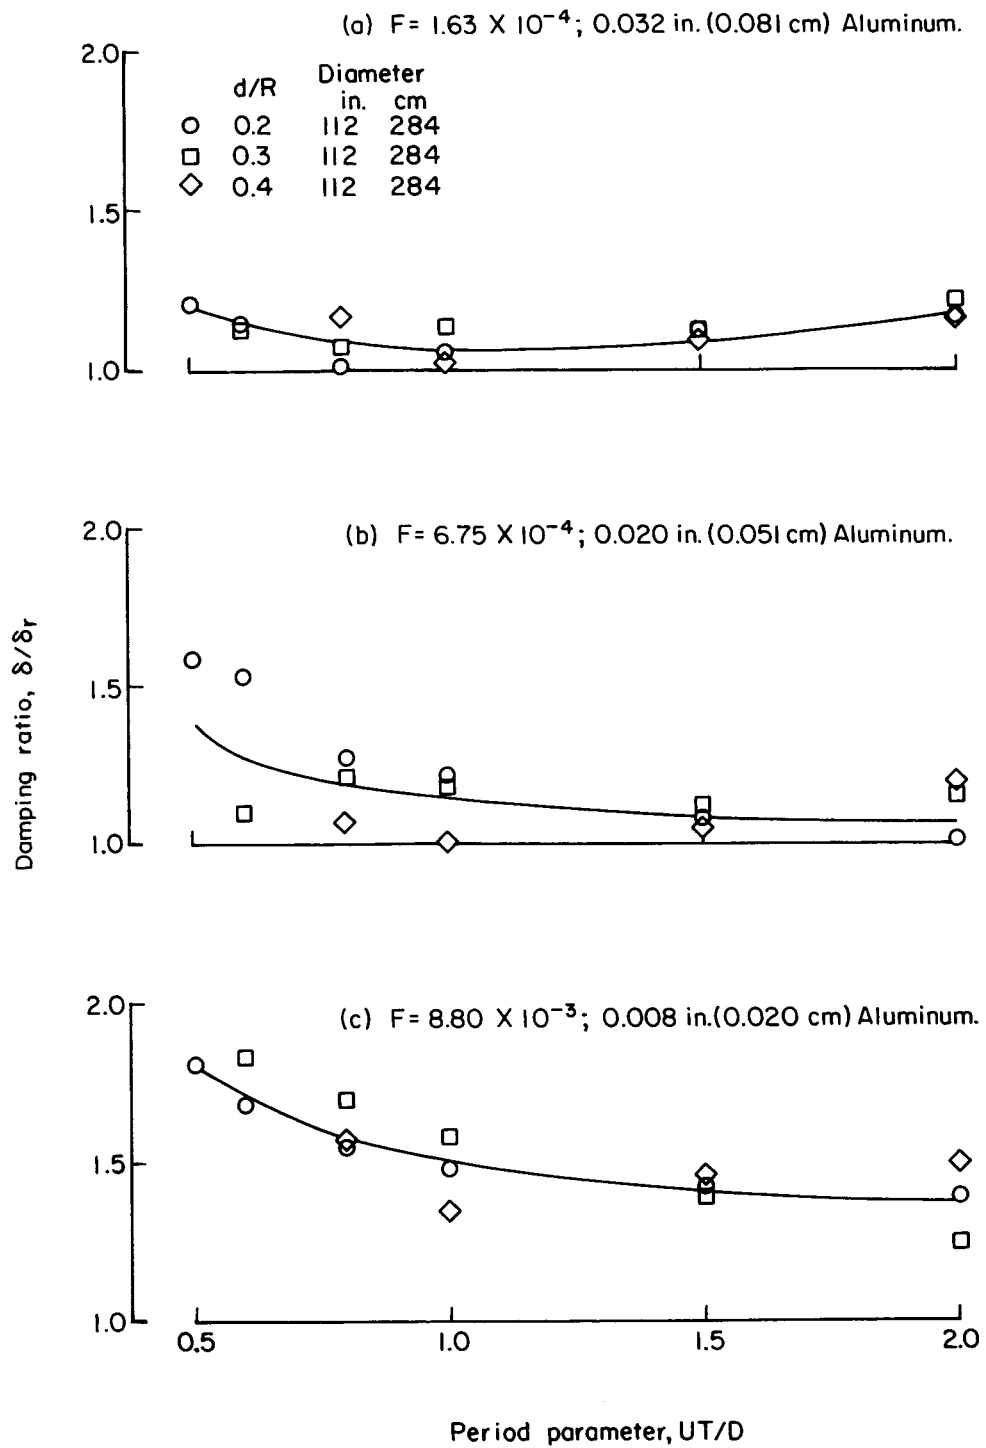 (a) F = 1.63 X 10⁻⁴; 0.032 in. (0.081 cm) Aluminum.
2.0
d/R Diameter
in. cm
0.2 112 284
0.3 112 284
0.4 112 284
1.5
1.0
2.0
(b) F = 6.75 X 10⁻⁴; 0.020 in. (0.051 cm) Aluminum.
1.5
1.0
Damping ratio, δ/δr
2.0
(c) F = 8.80 X 10⁻³; 0.008 in. (0.020 cm) Aluminum.
1.5
1.0
0.5 1.0 1.5 2.0
Period parameter, UT/D